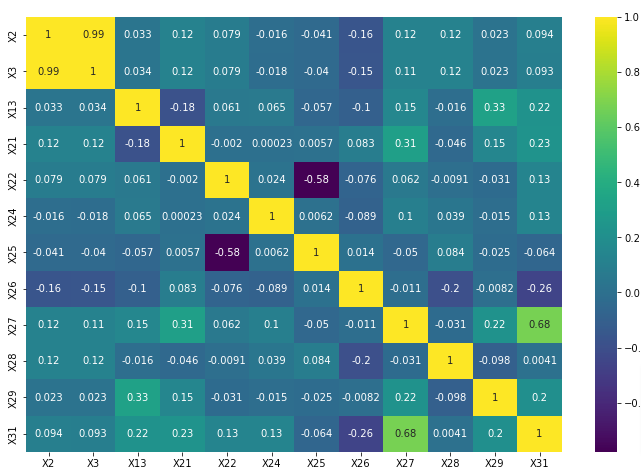 X2 1 0.99 0.033 0.12 0.079 -0.016 -0.041 -0.16 0.12 0.12 0.023 0.094
X3 0.99 1 0.034 0.12 0.079 -0.018 -0.04 -0.15 0.11 0.12 0.023 0.093
X13 0.033 0.034 1 -0.18 0.061 0.065 -0.057 -0.1 0.15 -0.016 0.33 0.22
X21 0.12 0.12 -0.18 1 -0.002 0.00023 0.0057 0.083 0.31 -0.046 0.15 0.23
X22 0.079 0.079 0.061 -0.002 1 0.024 -0.58 -0.076 0.062 -0.0091 -0.031 0.13
X24 -0.016 -0.018 0.065 0.00023 0.024 1 0.0062 -0.089 0.1 0.039 -0.015 0.13
X25 -0.041 -0.04 -0.057 0.0057 -0.58 0.0062 1 0.014 -0.05 0.084 -0.025 -0.064
X26 -0.16 -0.15 -0.1 0.083 -0.076 -0.089 0.014 1 -0.011 -0.2 -0.0082 -0.26
X27 0.12 0.11 0.15 0.31 0.062 0.1 -0.05 -0.011 1 -0.031 0.22 0.68
X28 0.12 0.12 -0.016 -0.046 -0.0091 0.039 0.084 -0.2 -0.031 1 -0.098 0.0041
X29 0.023 0.023 0.33 0.15 -0.031 -0.015 -0.025 -0.0082 0.22 -0.098 1 0.2
X31 0.094 0.093 0.22 0.23 0.13 0.13 -0.064 -0.26 0.68 0.0041 0.2 1
X2 X3 X13 X21 X22 X24 X25 X26 X27 X28 X29 X31
1.0
0.8
0.6
0.4
0.2
0.0
-0.
-0.